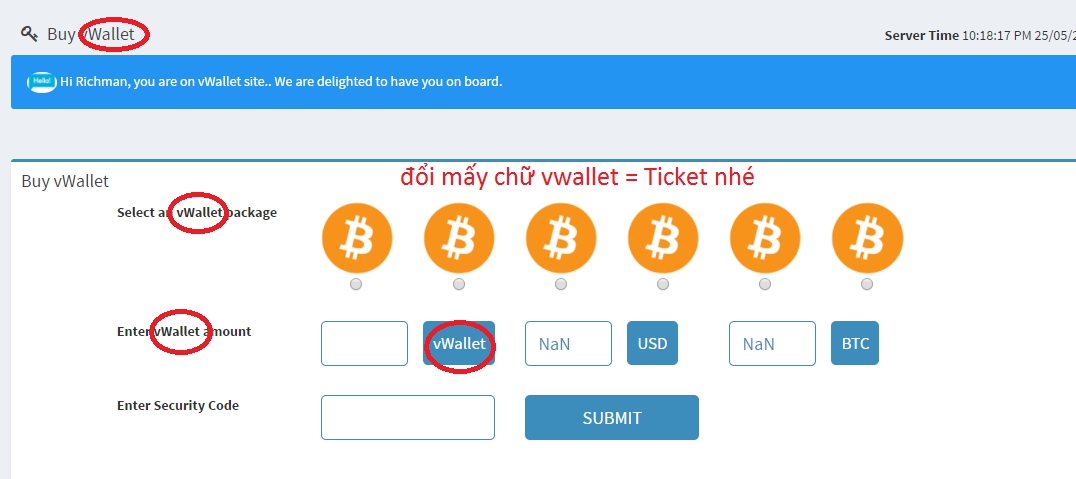 Buy vWallet
Server Time 10:18:17 PM 25/05/2
Hello! Hi Richman, you are on vWallet site.. We are delighted to have you on board.
Buy vWallet
đổi mấy chữ vwallet = Ticket nhé
Select an vWallet package
Enter vWallet amount
vWallet
NaN
USD
NaN
BTC
Enter Security Code
SUBMIT